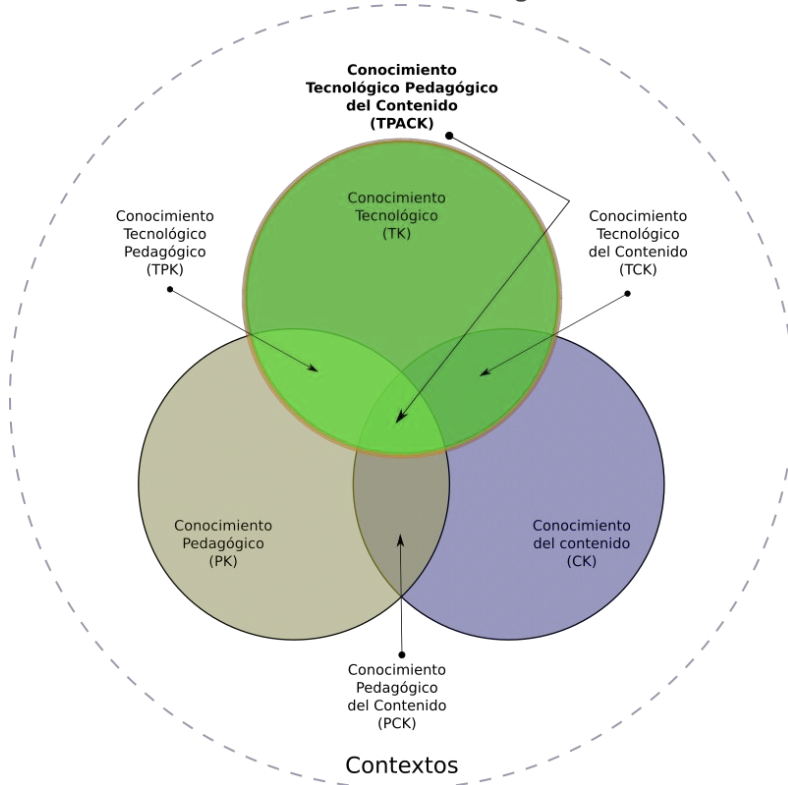 Conocimiento
Tecnológico Pedagógico
del Contenido
(TPACK)
Conocimiento
Tecnológico
(TK)
Conocimiento
Tecnológico
Pedagógico
(TPK)
Conocimiento
Tecnológico
del Contenido
(TCK)
Conocimiento
Pedagógico
(PK)
Conocimiento
del contenido
(CK)
Conocimiento
Pedagógico
del Contenido
(PCK)
Contextos